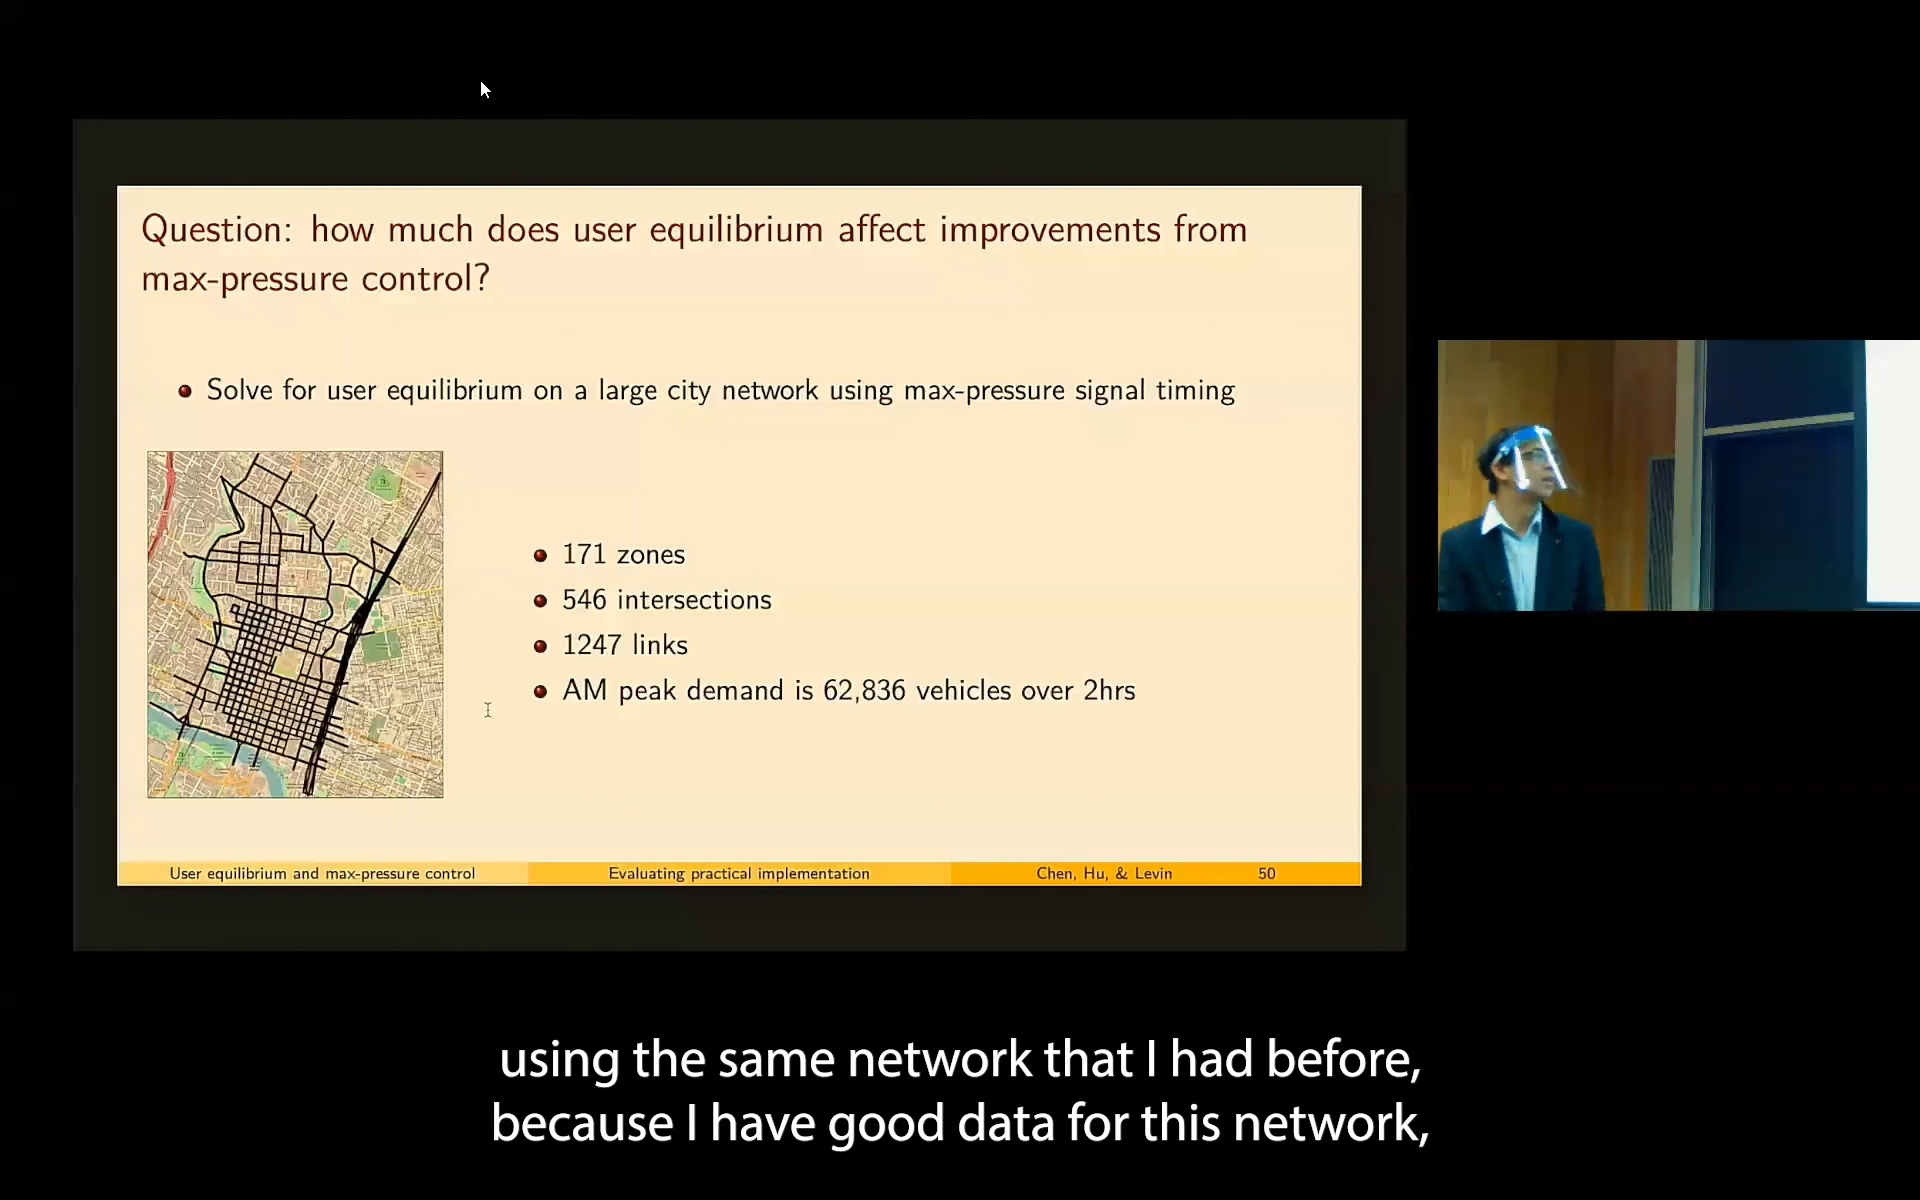 Question: how much does user equilibrium affect improvements from
max-pressure control?
Solve for user equilibrium on a large city network using max-pressure signal timing
171 zones
546 intersections
1247 links
AM peak demand is 62,836 vehicles over 2hrs
User equilibrium and max-pressure control
Evaluating practical implementation
Chen, Hu, & Levin
50
using the same network that I had before,
because I have good data for this network,